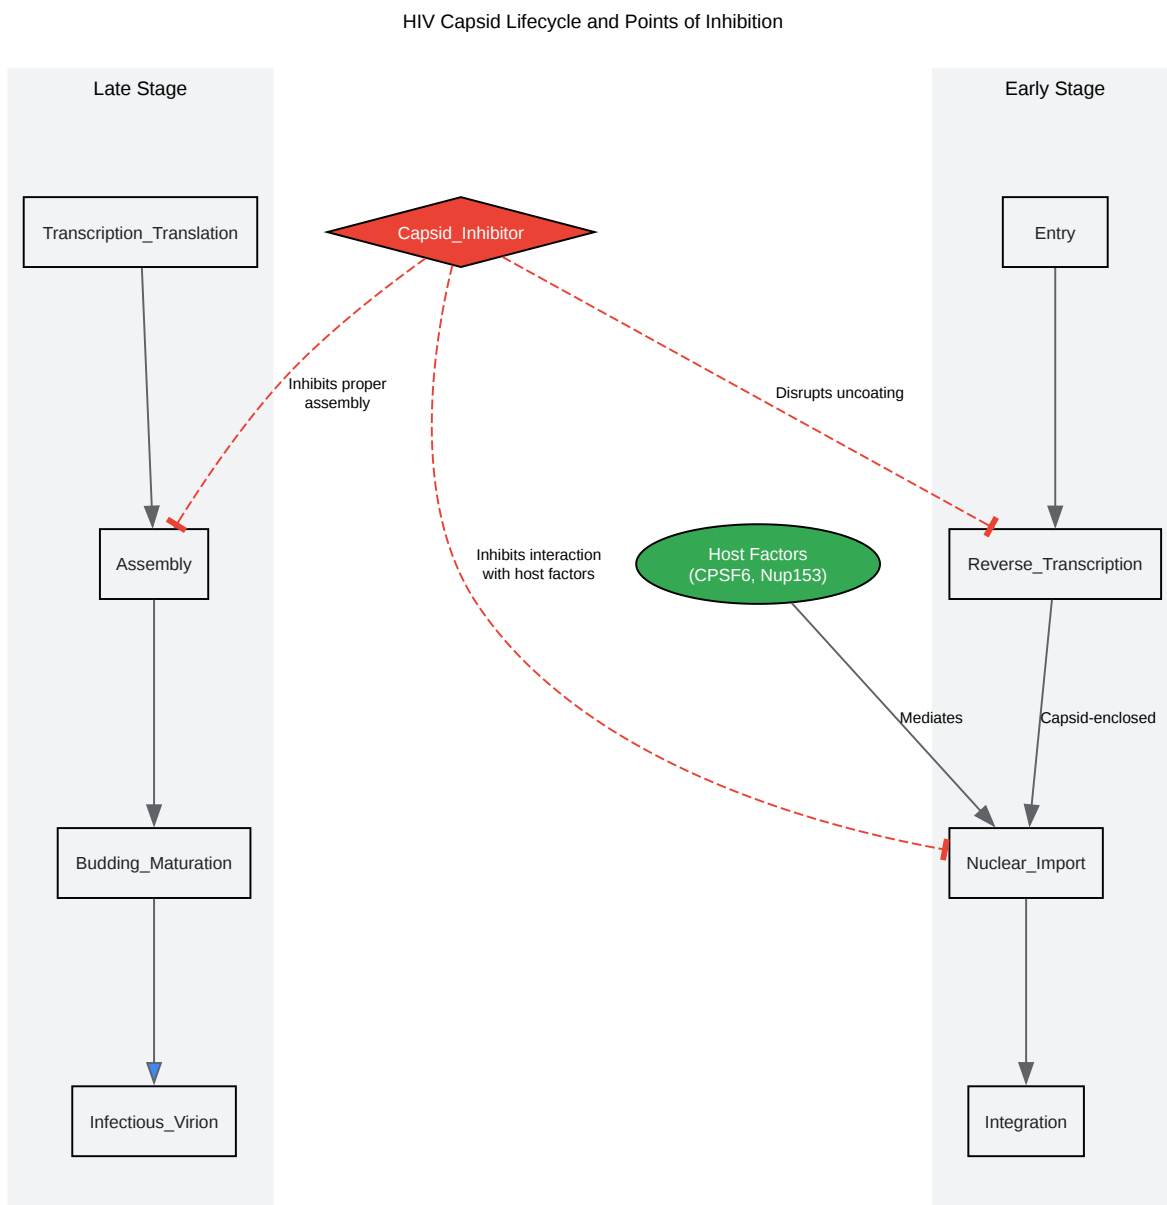 HIV Capsid Lifecycle and Points of Inhibition
Late Stage
Early Stage
Transcription_Translation
Capsid_Inhibitor
Entry
Inhibits proper
assembly
Disrupts uncoating
Assembly
Inhibits interaction
with host factors
Host Factors
(CPSF6, Nup153)
Reverse_Transcription
Mediates
Capsid-enclosed
Budding_Maturation
Nuclear_Import
Infectious_Virion
Integration